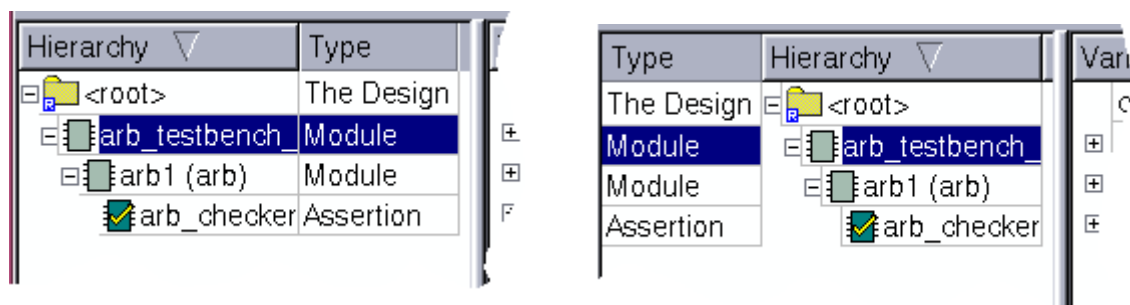 Hierarchy Type
<root> The Design
arb_testbench_ Module
arb1 (arb) Module
arb_checker Assertion
Type Hierarchy
The Design <root>
Module arb_testbench_
Module arb1 (arb)
Assertion arb_checker